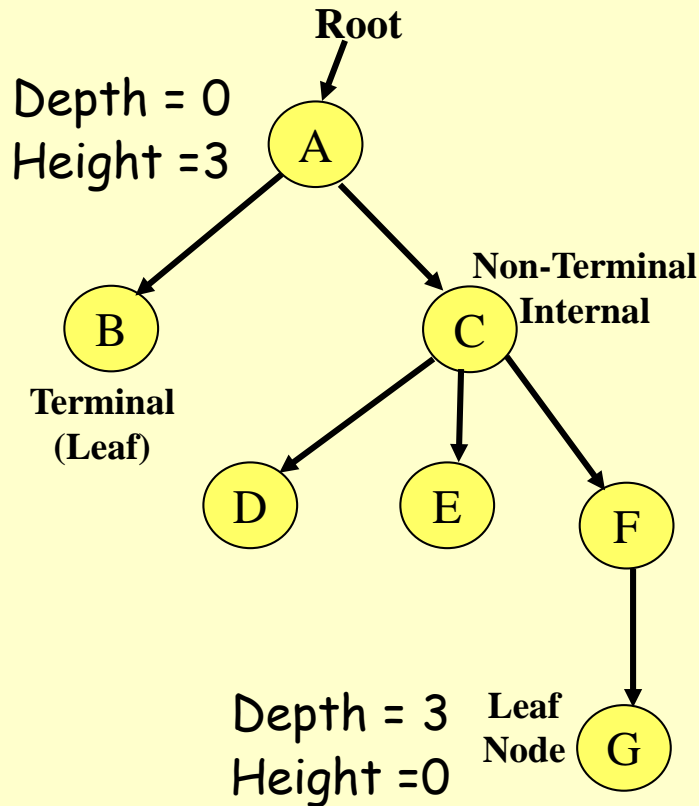 Root
Depth = 0
Height =3
A
Non-Terminal
Internal
B
C
Terminal
(Leaf)
D
E
F
Depth = 3
Height =0
Leaf
Node
G